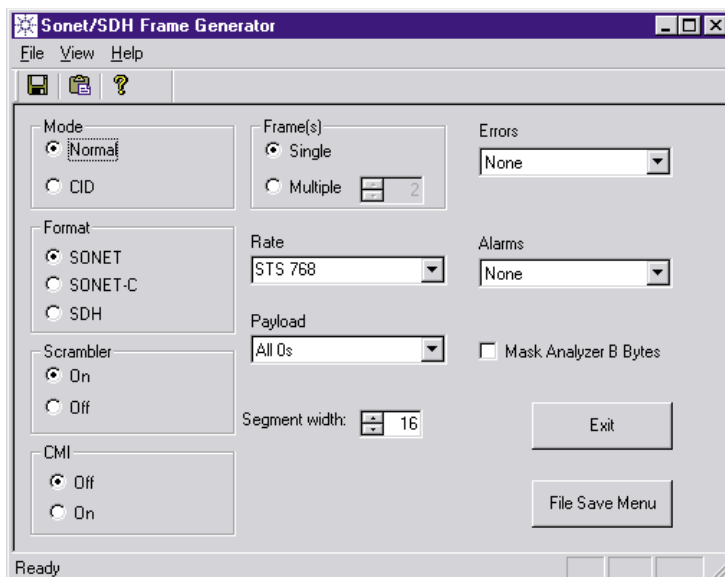 Sonet/SDH Frame Generator
File View Help
Mode
Normal
CID
Format
SONET
SONET-C
SDH
Scrambler
On
Off
CMI
Off
On
Frame(s)
Single
Multiple 2
Rate
STS 768
Payload
All 0s
Segment width: 16
Errors
None
Alarms
None
Mask Analyzer B Bytes
Exit
File Save Menu
Ready